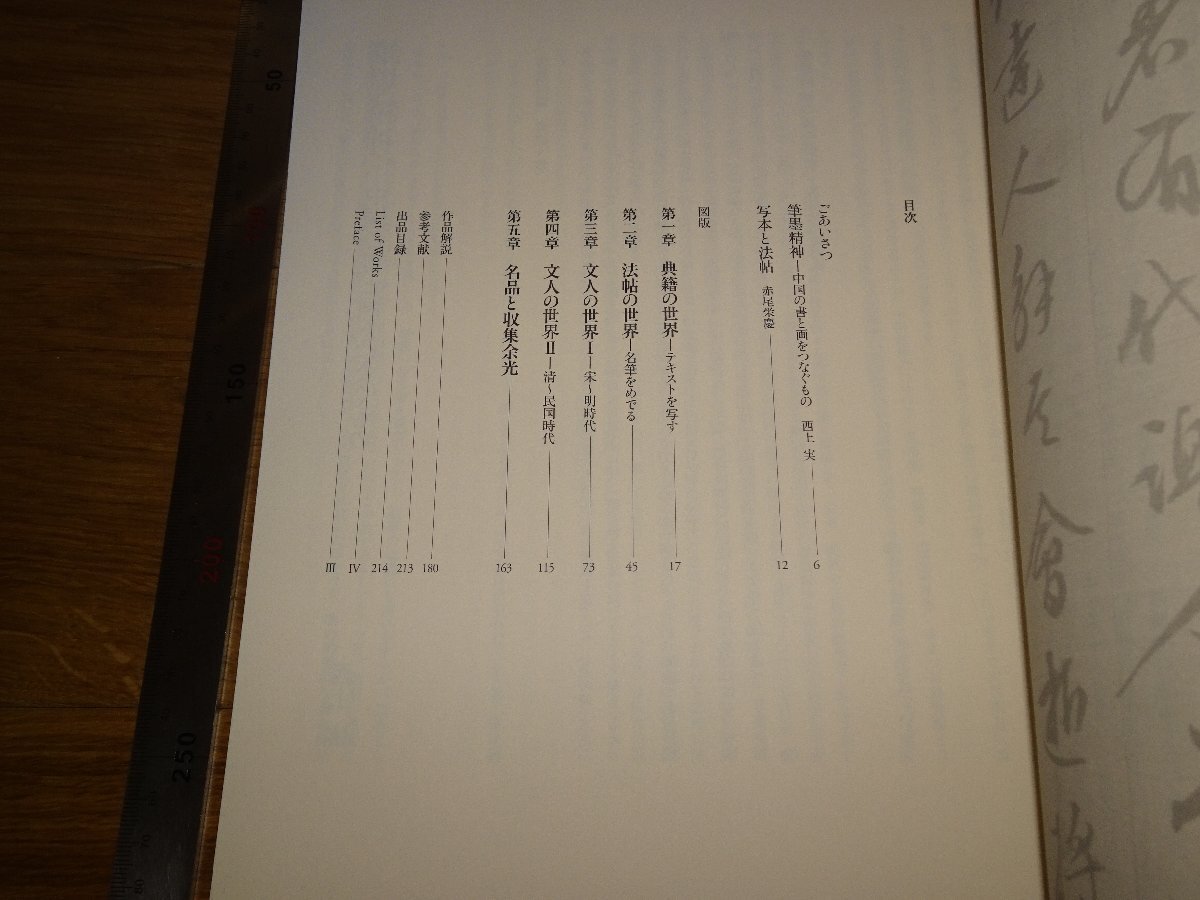 目次
ごあいさつ
筆墨精神―中国の書と画をつなぐもの 西上 実 6
写本と法帖 赤尾栄慶 12
図版
第一章 典籍の世界―テキストを写す 17
第二章 法帖の世界―名筆をめでる 45
第三章 文人の世界Ⅰ―宋~明時代 73
第四章 文人の世界Ⅱ―清~民国時代 115
第五章 名品と収集余光 163
作品解説 180
参考文献 213
出品目録 214
List of Works IV
Preface III
50
100
150
200
250